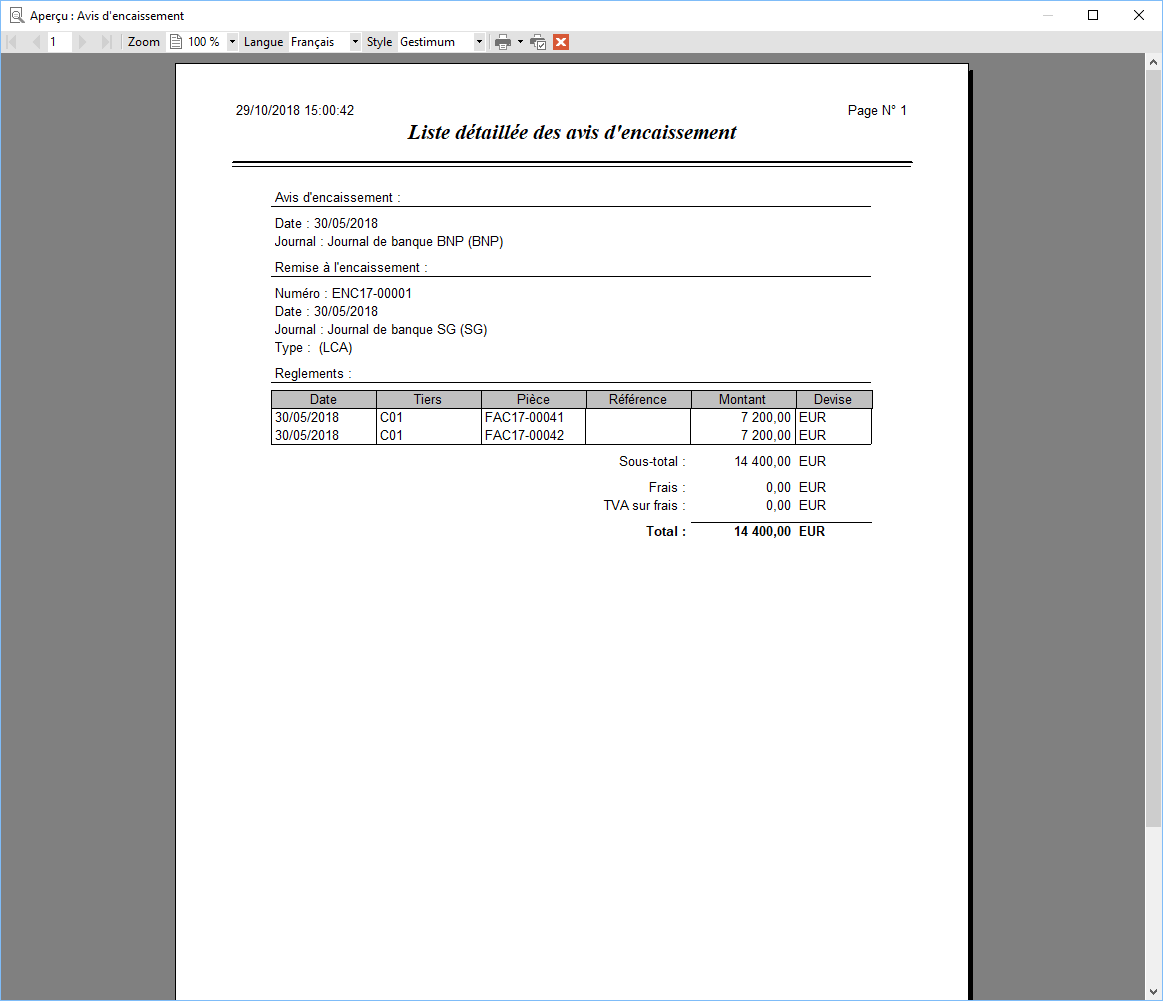 Aperçu : Avis d'encaissement
1 Zoom 100 % Langue Français Style Gestimum
29/10/2018 15:00:42 Page N° 1
Liste détaillée des avis d'encaissement
Avis d'encaissement :
Date : 30/05/2018
Journal : Journal de banque BNP (BNP)
Remise à l'encaissement :
Numéro : ENC17-00001
Date : 30/05/2018
Journal : Journal de banque SG (SG)
Type : (LCA)
Reglements :
Date Tiers Pièce Référence Montant Devise
30/05/2018 C01 FAC17-00041 7 200,00 EUR
30/05/2018 C01 FAC17-00042 7 200,00 EUR
Sous-total : 14 400,00 EUR
Frais : 0,00 EUR
TVA sur frais : 0,00 EUR
Total : 14 400,00 EUR